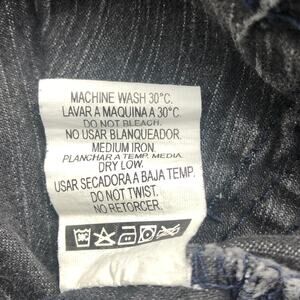 MACHINE WASH 30°C.
LAVAR A MAQUINA A 30°C.
DO NOT BLEACH.
NO USAR BLANQUEADOR.
MEDIUM IRON.
PLANCHAR A TEMP. MEDIA.
DRY LOW.
USAR SECADORA A BAJA TEMP.
DO NOT TWIST.
NO RETORCER.